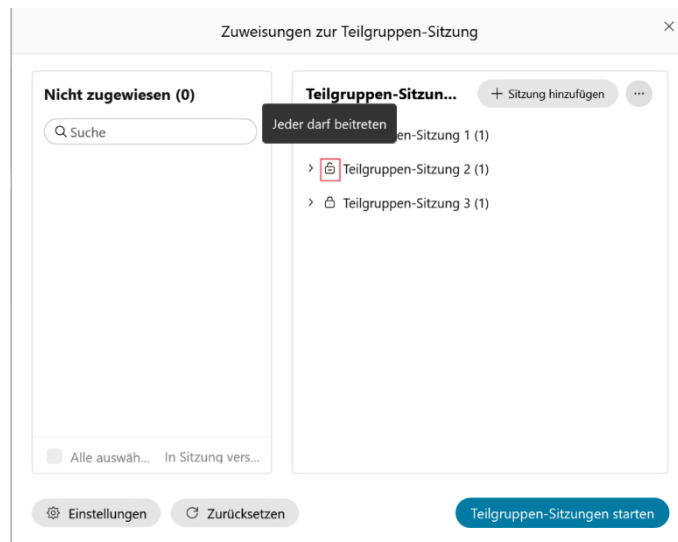 Zuweisungen zur Teilgruppen-Sitzung
Nicht zugewiesen (0)
Suche
Alle auswäh... In Sitzung vers...
Teilgruppen-Sitzun... + Sitzung hinzufügen ...
Jeder darf beitreten
en-Sitzung 1 (1)
Teilgruppen-Sitzung 2 (1)
Teilgruppen-Sitzung 3 (1)
Einstellungen Zurücksetzen Teilgruppen-Sitzungen starten